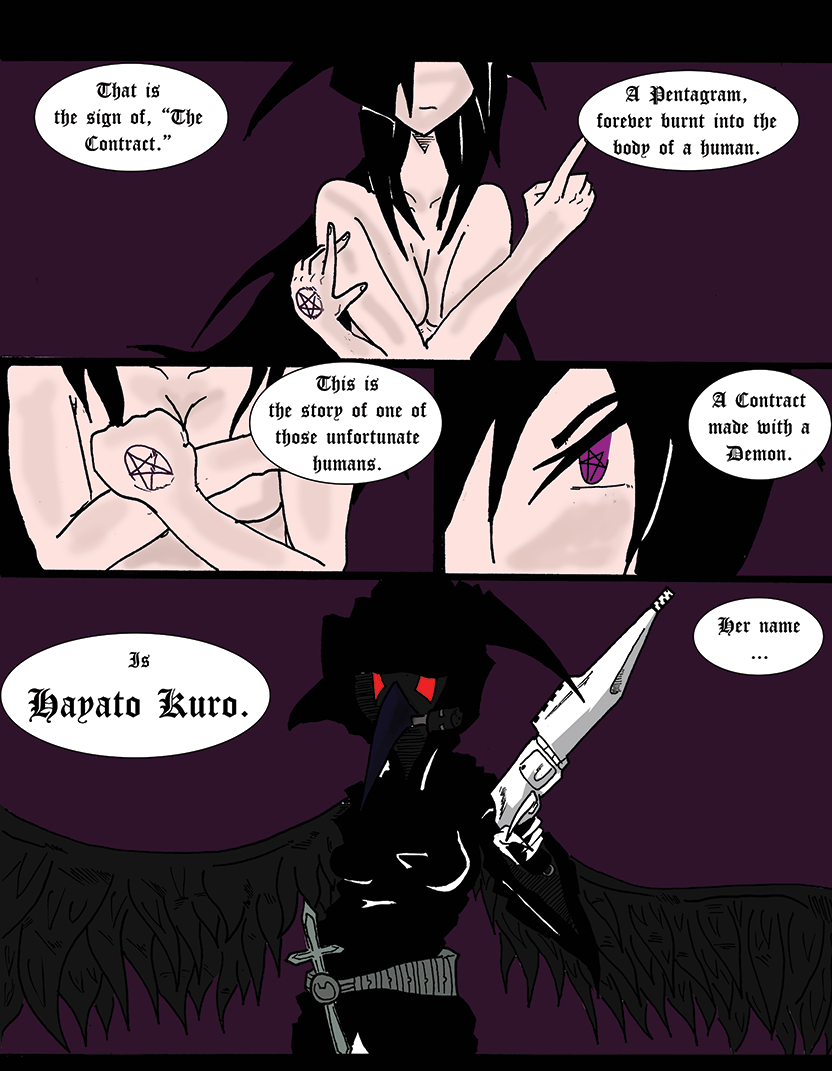 A Pentagram,
forever burnt into the
body of a human.
That is
the sign of, “The
Contract.”
A Contract
made with a
Demon.
This is
the story of one of
those unfortunate
humans.
Her name
...
Is
Hayato Kuro.